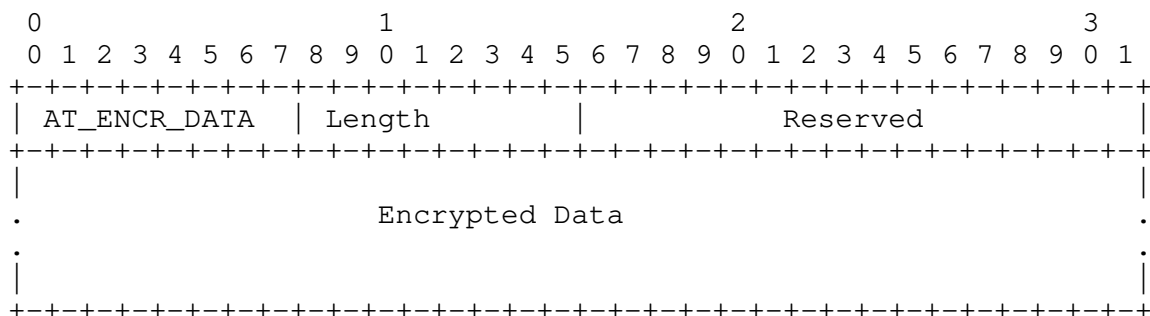 0                   1                   2                   3
 0 1 2 3 4 5 6 7 8 9 0 1 2 3 4 5 6 7 8 9 0 1 2 3 4 5 6 7 8 9 0 1
+-+-+-+-+-+-+-+-+-+-+-+-+-+-+-+-+-+-+-+-+-+-+-+-+-+-+-+-+-+-+-+-+
| AT_ENCR_DATA  | Length        |           Reserved            |
+-+-+-+-+-+-+-+-+-+-+-+-+-+-+-+-+-+-+-+-+-+-+-+-+-+-+-+-+-+-+-+-+
|                                                               |
.                    Encrypted Data                             .
.                                                               .
|                                                               |
+-+-+-+-+-+-+-+-+-+-+-+-+-+-+-+-+-+-+-+-+-+-+-+-+-+-+-+-+-+-+-+-+